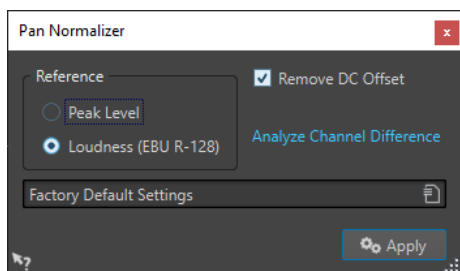 Pan Normalizer
x
Reference
Remove DC Offset
Peak Level
Analyze Channel Difference
Loudness (EBU R-128)
Factory Default Settings
Apply
?